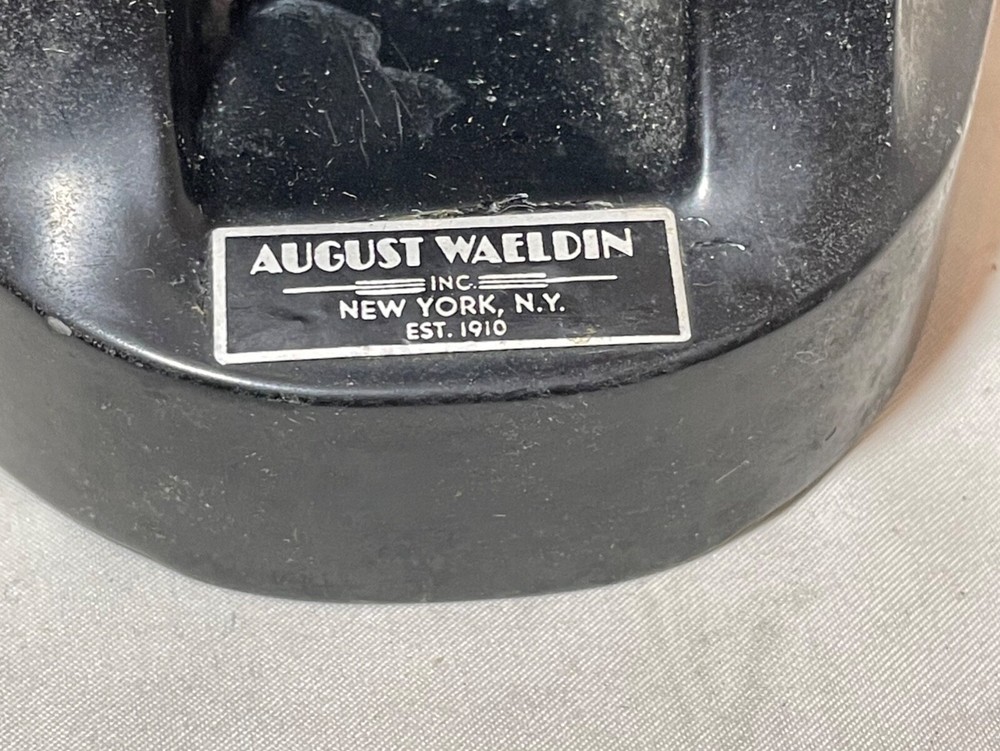 AUGUST WAELDIN
INC.
NEW YORK, N.Y.
EST. 1910